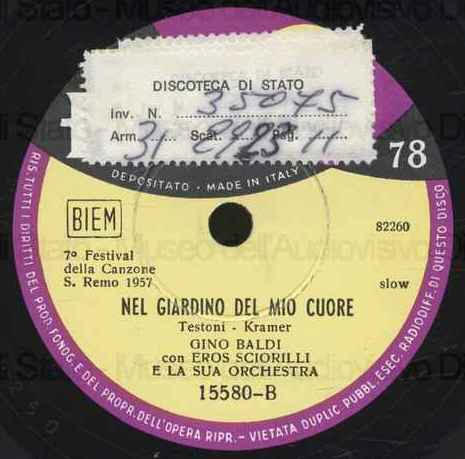 DISCOTECA DI STATO
Inv. N. 35075
Arm. 31 Scat. Pag. 11
78
DEPOSITATO · MADE IN ITALY
BIEM
82260
7º Festival
della Canzone
S. Remo 1957
slow
NEL GIARDINO DEL MIO CUORE
Testoni - Kramer
GINO BALDI
con EROS SCIORILLI
E LA SUA ORCHESTRA
15580-B
RIS. TUTTI I DIRITTI DEL PROD. FONOG. E DEL PROPR. DELL'OPERA RIPR. - VIETATA DUPLIC. PUBBL. ESEC. RADIODIFF. DI QUESTO DISCO